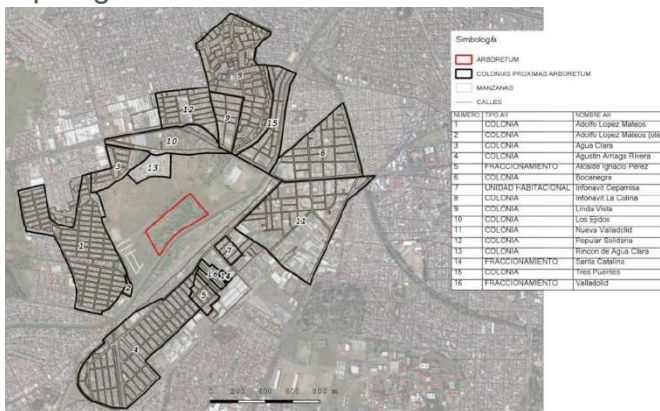 Simbología
ARBORETUM
COLONIAS PROXIMAS ARBORETUM
MANZANAS
CALLES
NUMERO TIPO AH NOMBRE AH
1 COLONIA Adolfo Lopez Mateos
2 COLONIA Adolfo Lopez Mateos
3 COLONIA Agua Clara
4 COLONIA Agustin Arriaga Rivera
5 FRACCIONAMIENTO Alcalde Ignacio Perez
6 COLONIA Bocanegra
7 UNIDAD HABITACIONAL Infonavit Cepamisa
8 COLONIA Infonavit La Colina
9 COLONIA Linda Vista
10 COLONIA Los Ejidos
11 COLONIA Nueva Valladolid
12 COLONIA Popular Solidaria
13 COLONIA Rincon de Agua Clara
14 FRACCIONAMIENTO Santa Catalina
15 COLONIA Tres Puentes
16 COLONIA Valladolid
8
12
9
15
10
6
3
13
1
11
7
16
14
2
5
4
0 200 400 600 800 m